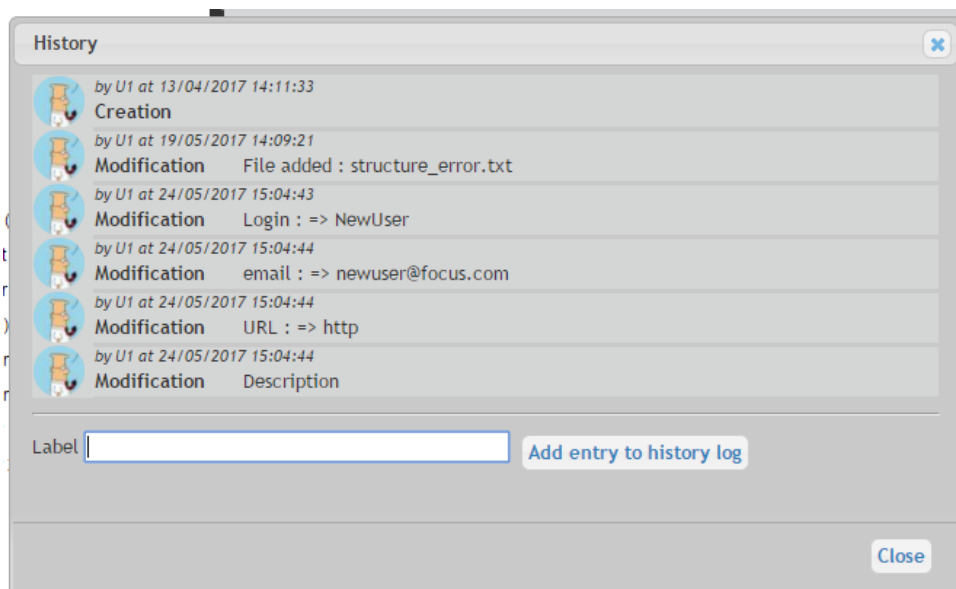 History
by U1 at 13/04/2017 14:11:33
Creation
by U1 at 19/05/2017 14:09:21
Modification File added : structure_error.txt
by U1 at 24/05/2017 15:04:43
Modification Login : => NewUser
by U1 at 24/05/2017 15:04:44
Modification email : => newuser@focus.com
by U1 at 24/05/2017 15:04:44
Modification URL : => http
by U1 at 24/05/2017 15:04:44
Modification Description
Label
Add entry to history log
Close